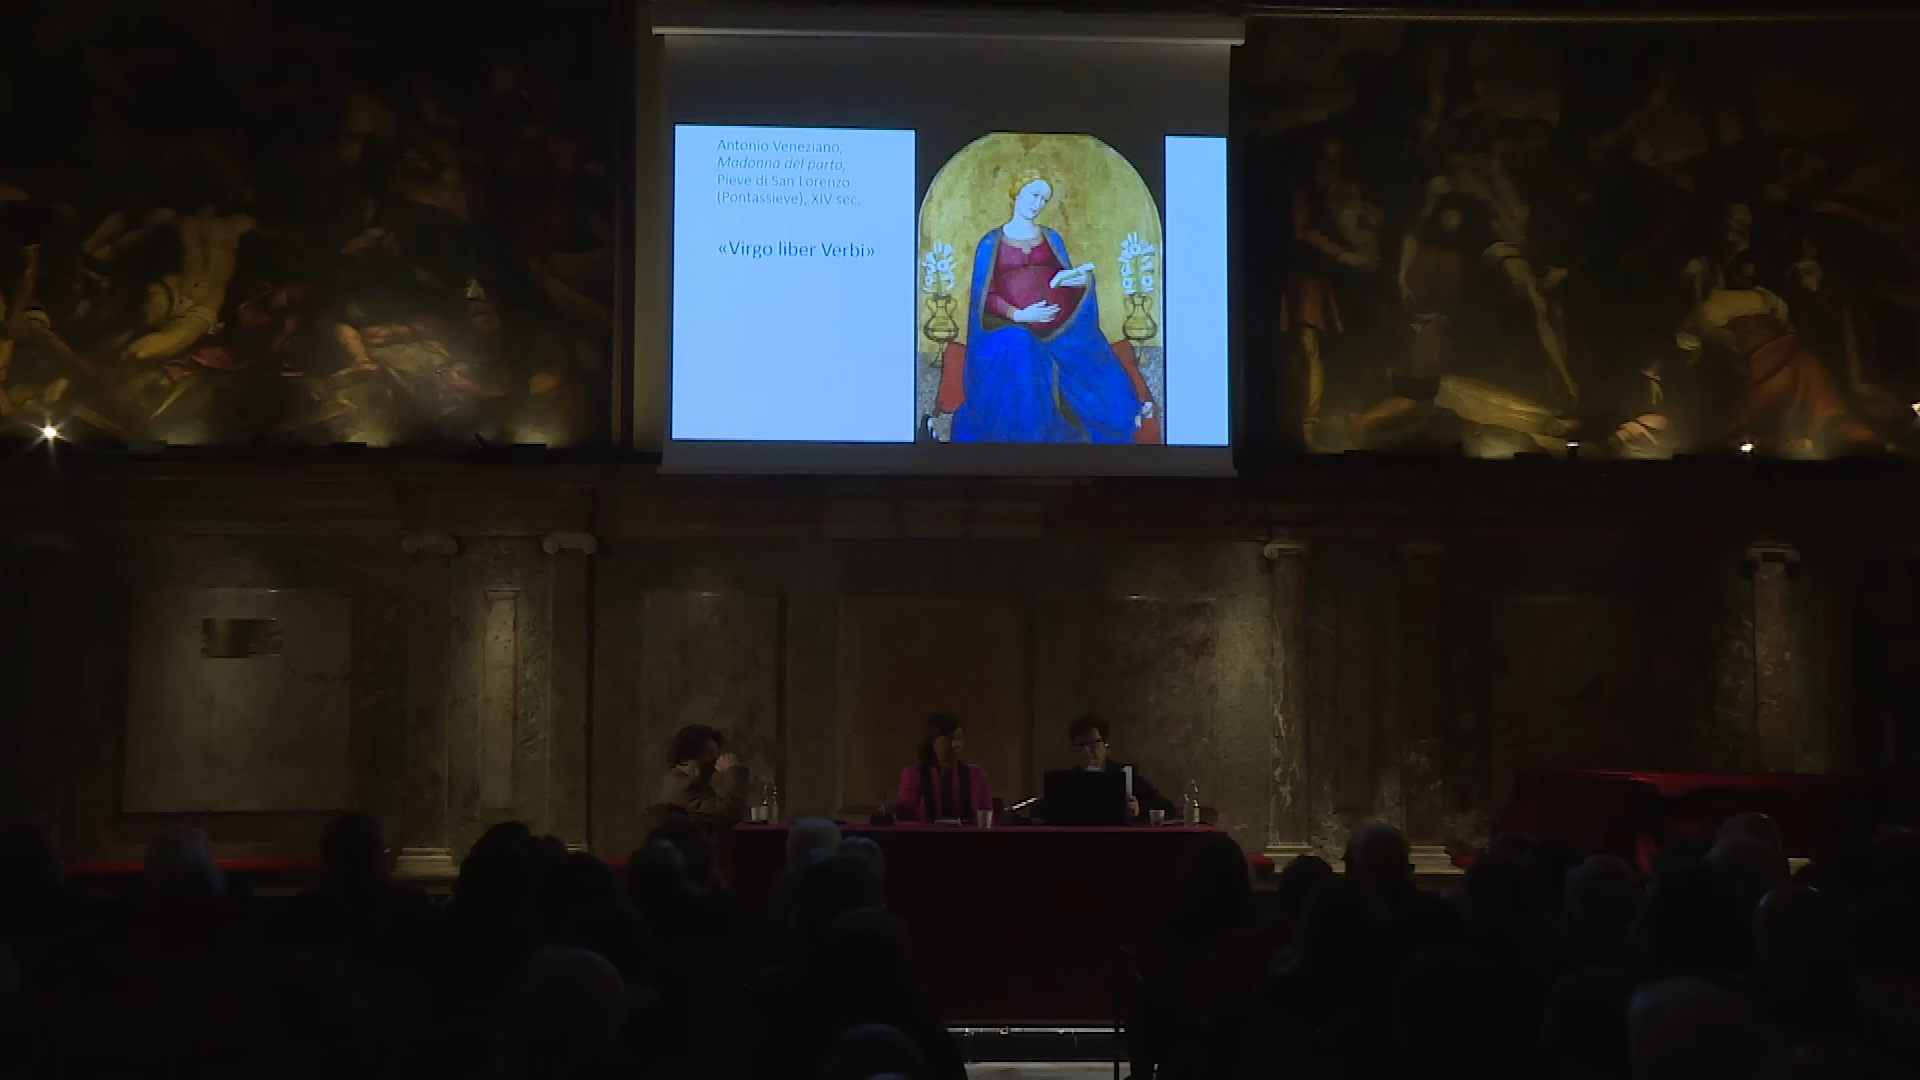 Antonio Veneziano,
Madonna del parto,
Pieve di San Lorenzo
(Pontassieve), XIV sec.
«Virgo liber Verbi»